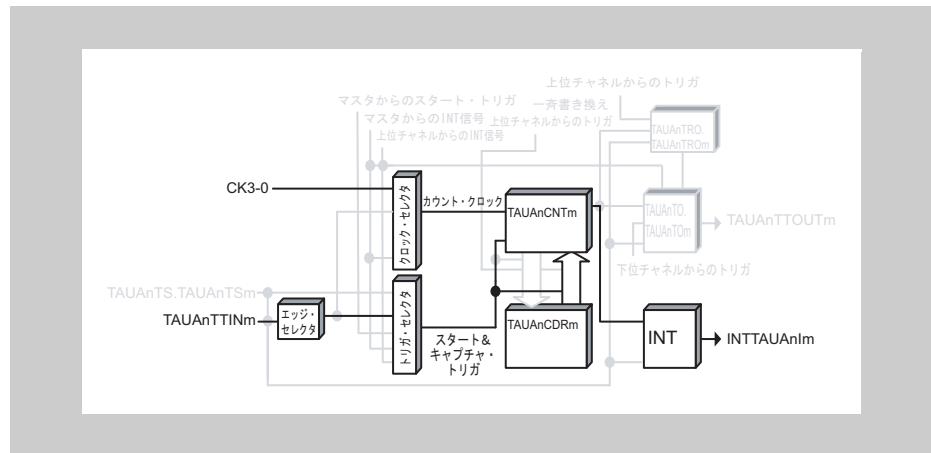 上位チャネルからのトリガ
マスタからのスタート・トリガ
一斉書き換え
マスタからのINT信号
上位チャネルからのトリガ
上位チャネルからのINT信号
TAUAnTRO.
TAUAnTROm
CK3-0
クロック・セレクタ
カウント・クロック
TAUAnCNTm
TAUAnTO.
TAUAnTOm
TAUAnTTOUTm
下位チャネルからのトリガ
TAUAnTS.TAUAnTSm
TAUAnTTINm
エッジ・
セレクタ
トリガ・セレクタ
スタート&
キャプチャ・
トリガ
TAUAnCDRm
INT
INTTAUAnIm